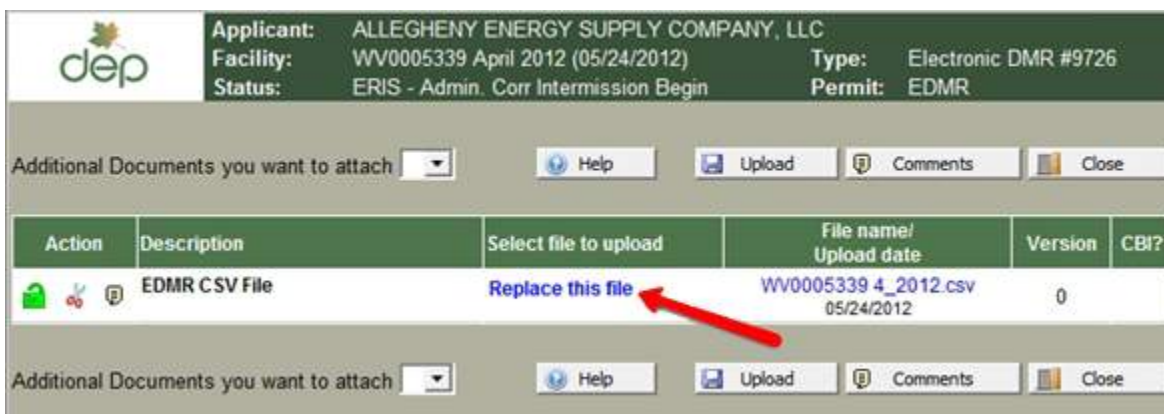 dep
Applicant: ALLEGHENY ENERGY SUPPLY COMPANY, LLC
Facility: WV0005339 April 2012 (05/24/2012) Type: Electronic DMR #9726
Status: ERIS - Admin. Corr Intermission Begin Permit: EDMR
Additional Documents you want to attach Help Upload Comments Close
Action Description Select file to upload File name/ Version CBI?
Upload date
EDMR CSV File Replace this file WV0005339 4_2012.csv 0
05/24/2012
Additional Documents you want to attach Help Upload Comments Close